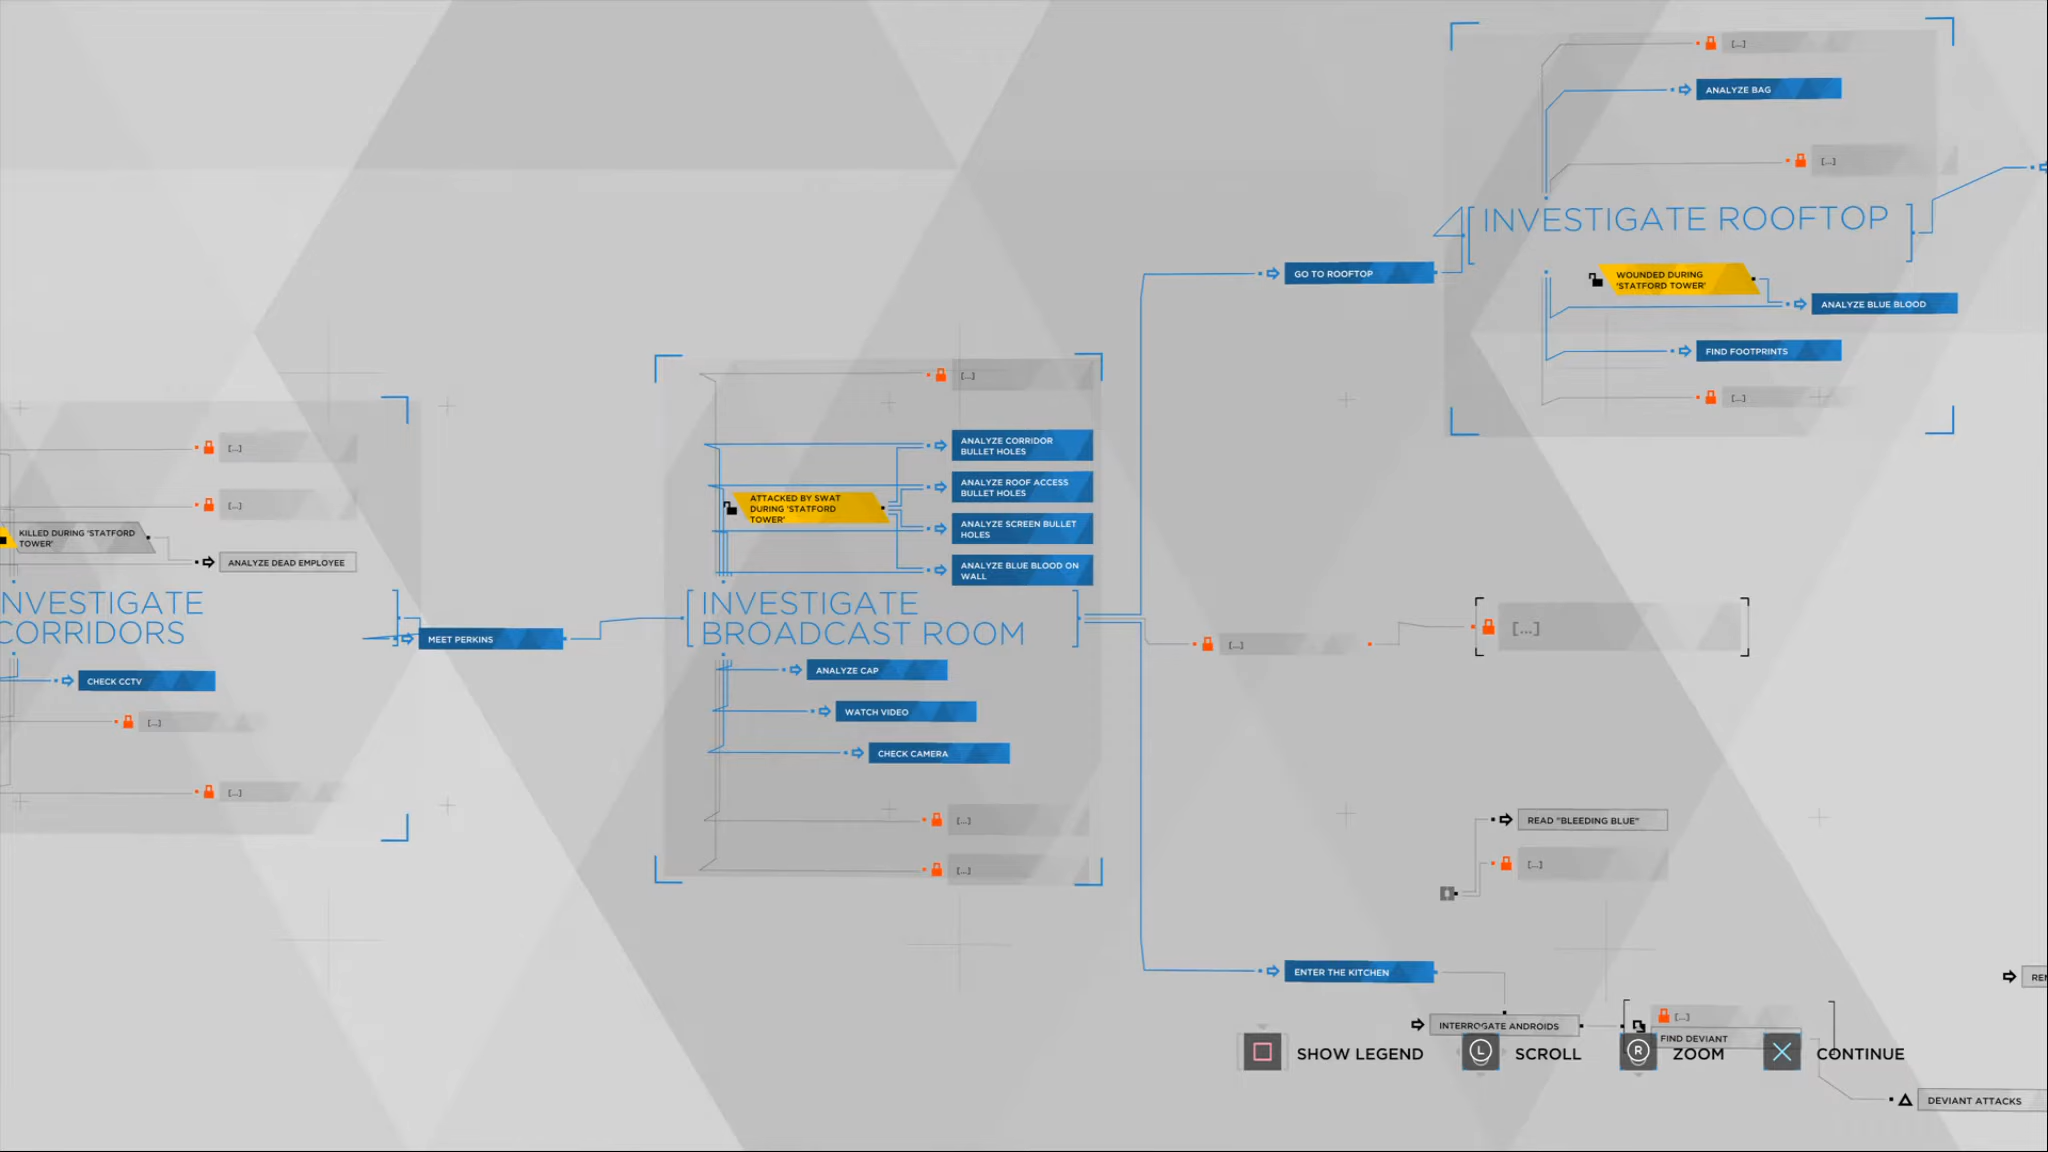 [...]
[...]
KILLED DURING 'STATFORD
TOWER'
ANALYZE DEAD EMPLOYEE
NVESTIGATE
CORRIDORS
CHECK CCTV
[...]
[...]
MEET PERKINS
[...]
ANALYZE CORRIDOR
BULLET HOLES
ANALYZE ROOF ACCESS
BULLET HOLES
ATTACKED BY SWAT
DURING 'STATFORD
TOWER'
ANALYZE SCREEN BULLET
HOLES
ANALYZE BLUE BLOOD ON
WALL
INVESTIGATE
BROADCAST ROOM
ANALYZE CAP
WATCH VIDEO
CHECK CAMERA
[...]
[...]
GO TO ROOFTOP
[...]
ANALYZE BAG
[...]
INVESTIGATE ROOFTOP
WOUNDED DURING
'STATFORD TOWER'
ANALYZE BLUE BLOOD
FIND FOOTPRINTS
[...]
[...]
[...]
READ "BLEEDING BLUE"
[...]
ENTER THE KITCHEN
INTERROGATE ANDROIDS
[...]
FIND DEVIANT
REN
DEVIANT ATTACKS
SHOW LEGEND
L
SCROLL
R
ZOOM
CONTINUE